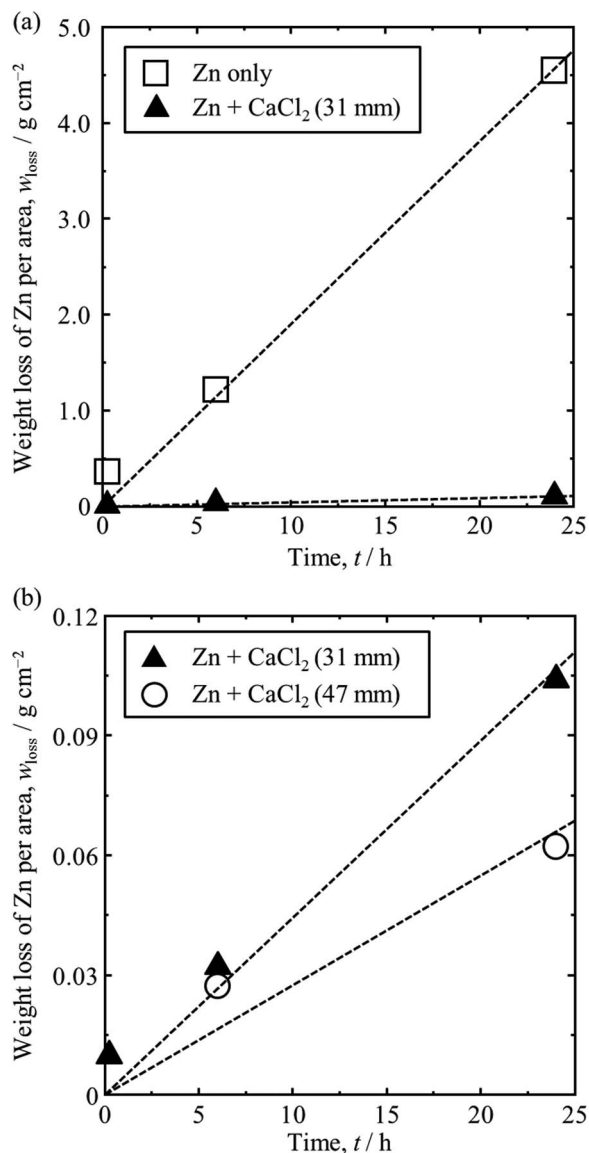 (a)
5.0
4.0
3.0
2.0
1.0
0
Weight loss of Zn per area, w_loss / g cm⁻²
Zn only
Zn + CaCl₂ (31 mm)
0 5 10 15 20 25
Time, t / h
(b)
0.12
0.09
0.06
0.03
0
Weight loss of Zn per area, w_loss / g cm⁻²
Zn + CaCl₂ (31 mm)
Zn + CaCl₂ (47 mm)
0 5 10 15 20 25
Time, t / h